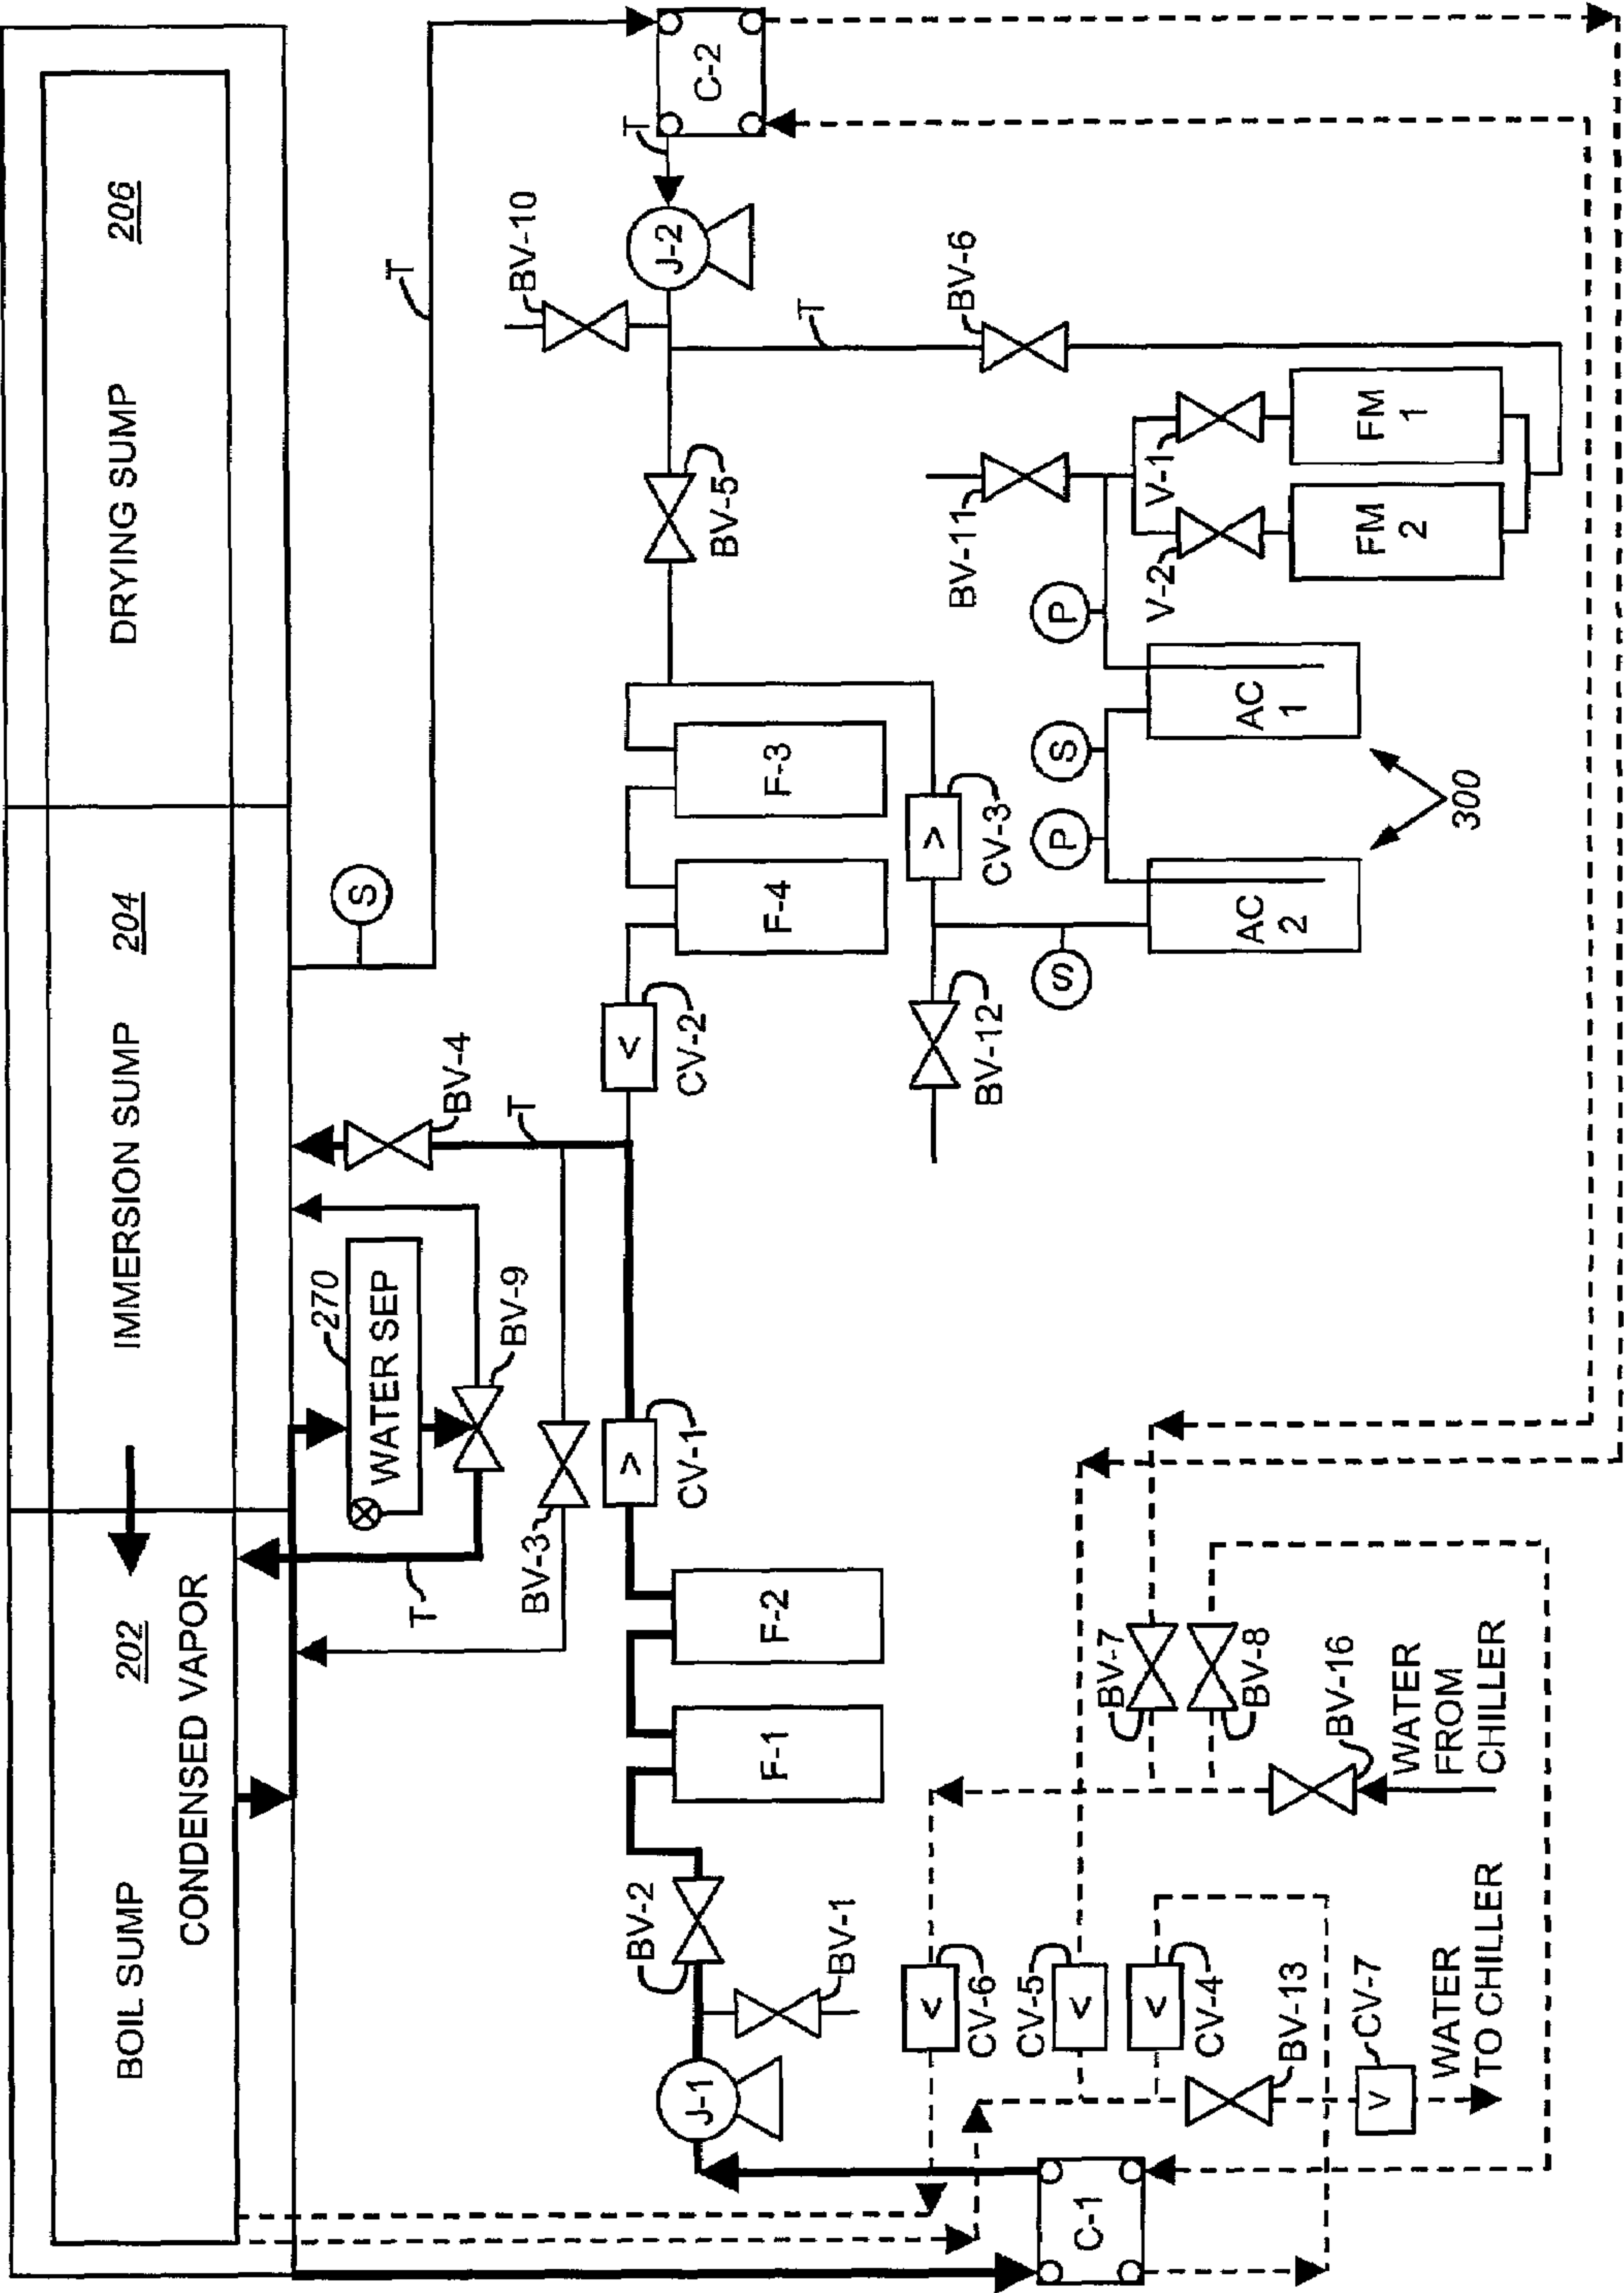 BOIL SUMP
202
CONDENSED VAPOR
IMMERSION SUMP
204
DRYING SUMP
206
270
WATER SEP
BV-9
T
BV-3
BV-4
T
S
T
C-2
T
J-2
BV-10
BV-5
T
BV-6
CV-1
CV-2
F-1
F-2
F-4
F-3
BV-2
BV-1
J-1
C-1
CV-3
BV-12
S
P
S
P
BV-11
V-1
V-2
AC
2
AC
1
FM
2
FM
1
300
CV-6
CV-5
CV-4
BV-13
CV-7
V
WATER
TO CHILLER
BV-7
BV-8
BV-16
WATER
FROM
CHILLER